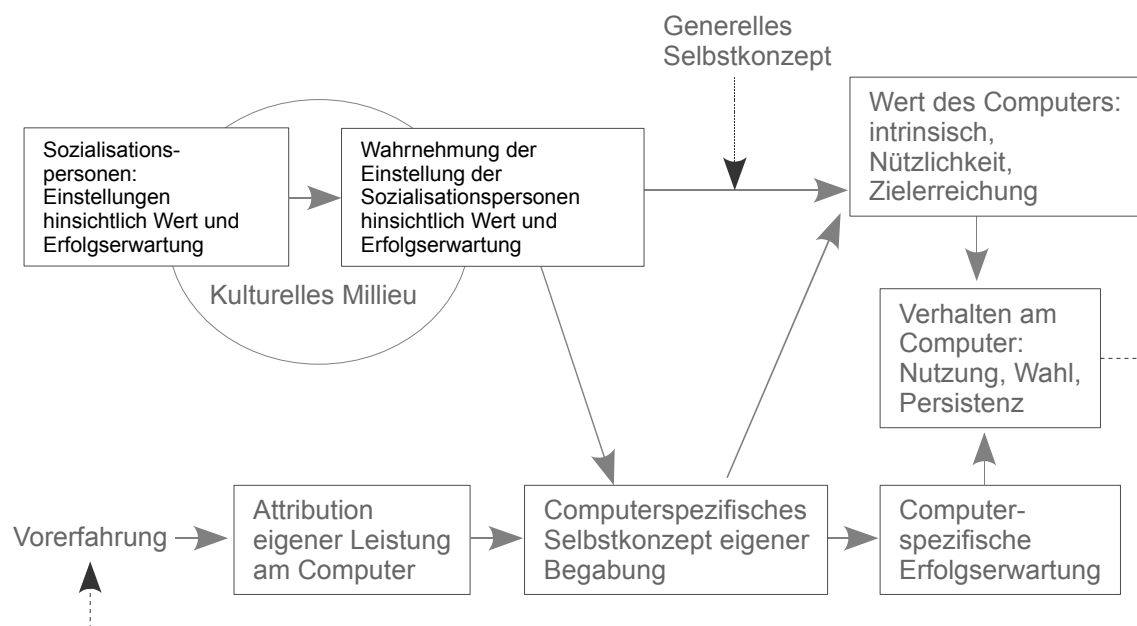 Generelles
Selbstkonzept
Wert des Computers:
intrinsisch,
Nützlichkeit,
Zielerreichung
Sozialisations-
personen:
Einstellungen
hinsichtlich Wert und
Erfolgserwartung
Wahrnehmung der
Einstellung der
Sozialisationspersonen
hinsichtlich Wert und
Erfolgserwartung
Kulturelles Millieu
Verhalten am
Computer:
Nutzung, Wahl,
Persistenz
Vorerfahrung
Attribution
eigener Leistung
am Computer
Computerspezifisches
Selbstkonzept eigener
Begabung
Computer-
spezifische
Erfolgserwartung